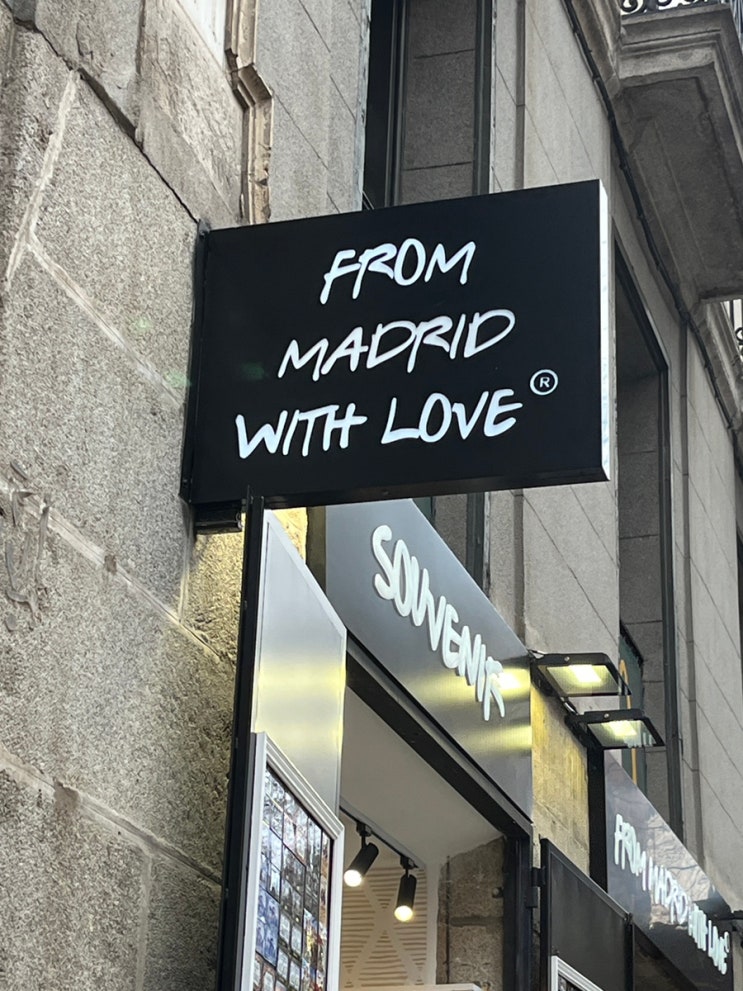 FROM
MADRID
WITH LOVE ®
SOUVENIR
FROM MADRID WITH LOVE